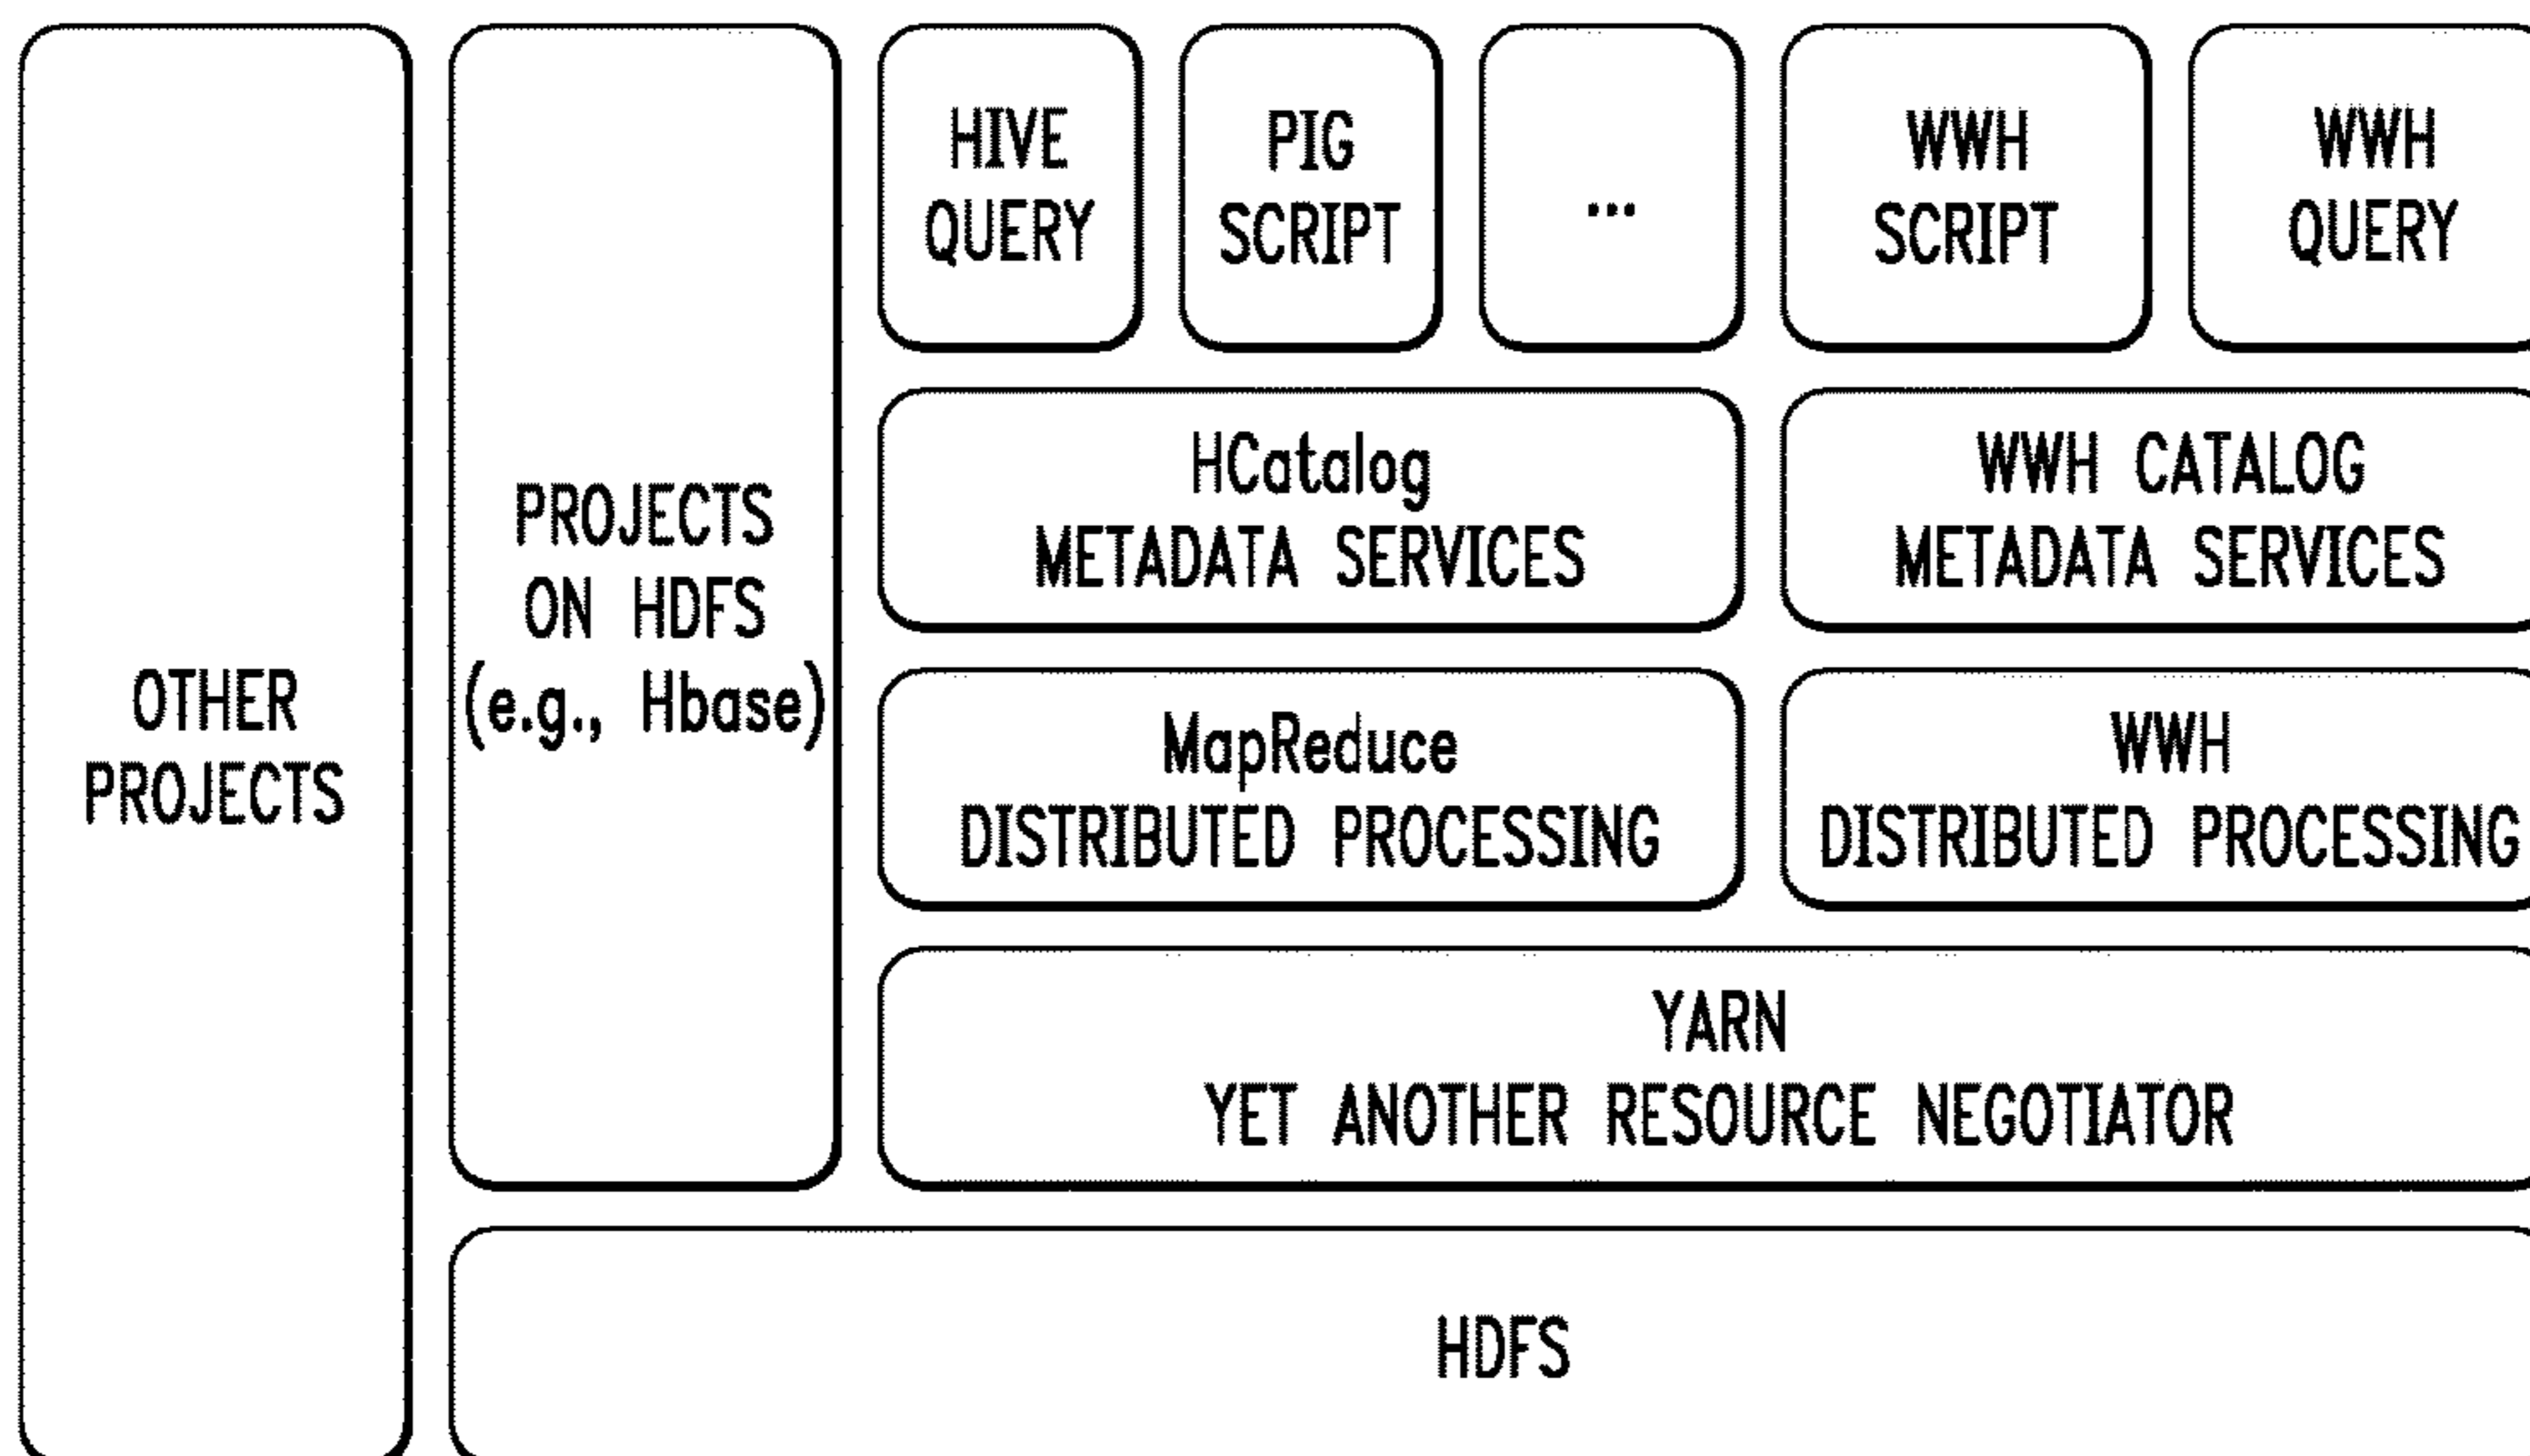 OTHER
PROJECTS
PROJECTS
ON HDFS
(e.g., Hbase)
HIVE
QUERY
PIG
SCRIPT
...
WWH
SCRIPT
WWH
QUERY
HCatalog
METADATA SERVICES
WWH CATALOG
METADATA SERVICES
MapReduce
DISTRIBUTED PROCESSING
WWH
DISTRIBUTED PROCESSING
YARN
YET ANOTHER RESOURCE NEGOTIATOR
HDFS